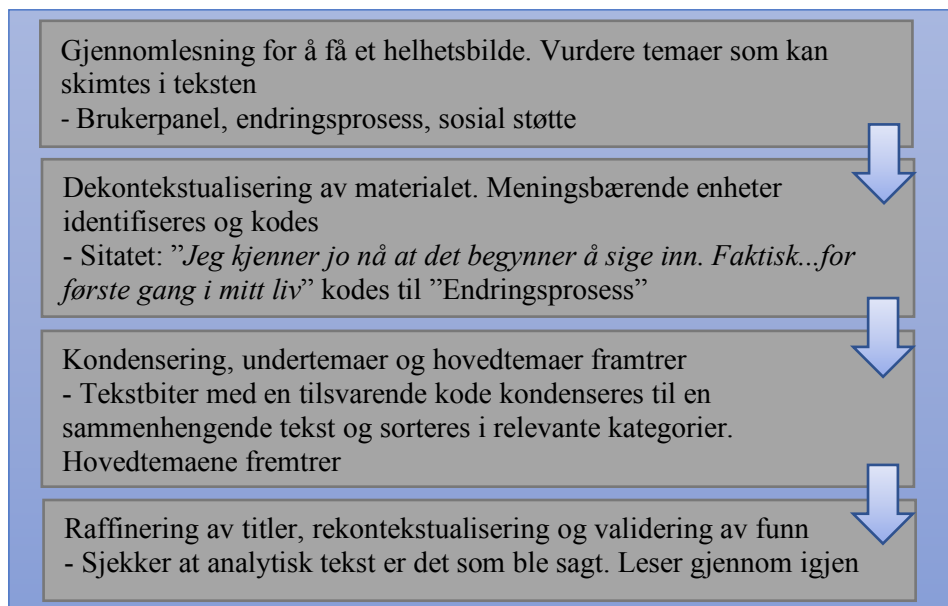 Gjennomlesning for å få et helhetsbilde. Vurdere temaer som kan
skimtes i teksten
- Brukerpanel, endringsprosess, sosial støtte
Dekontekstualisering av materialet. Meningsbærende enheter
identifiseres og kodes
- Sitatet: ”Jeg kjenner jo nå at det begynner å sige inn. Faktisk...for
første gang i mitt liv” kodes til ”Endringsprosess”
Kondensering, undertemaer og hovedtemaer framtrer
- Tekstbiter med en tilsvarende kode kondenseres til en
sammenhengende tekst og sorteres i relevante kategorier.
Hovedtemaene fremtrer
Raffinering av titler, rekontekstualisering og validering av funn
- Sjekker at analytisk tekst er det som ble sagt. Leser gjennom igjen